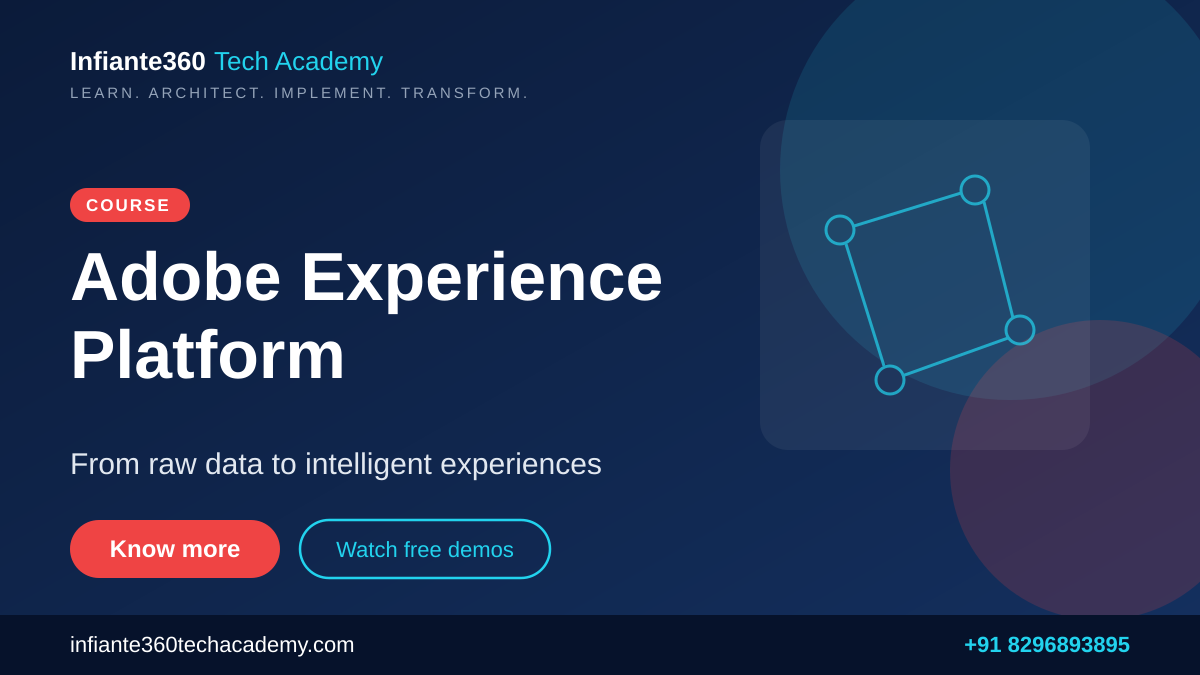 Infiante360 Tech Academy
LEARN. ARCHITECT. IMPLEMENT. TRANSFORM.
COURSE
Adobe Experience
Platform
From raw data to intelligent experiences
Know more
Watch free demos
infiante360techacademy.com
+91 8296893895